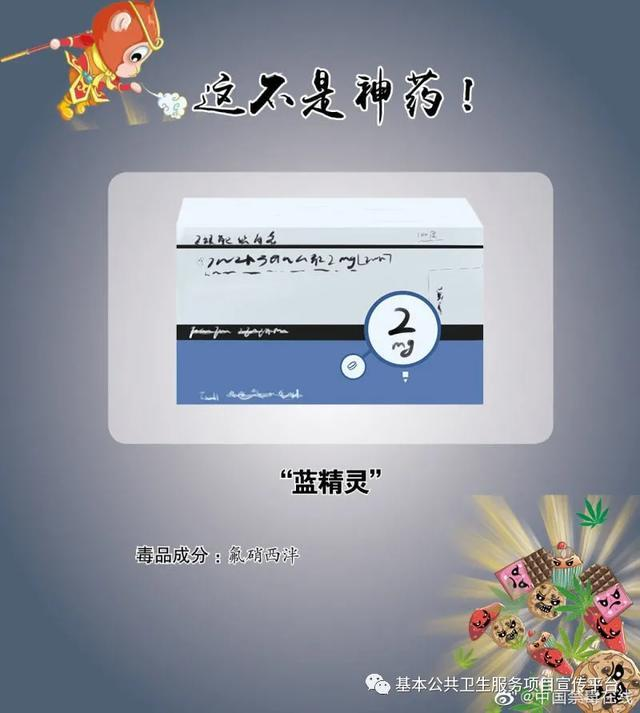 这不是神药！
2
mg
“蓝精灵”
毒品成分：氟硝西泮
基本公共卫生服务项目宣传平台
@中国禁毒在线